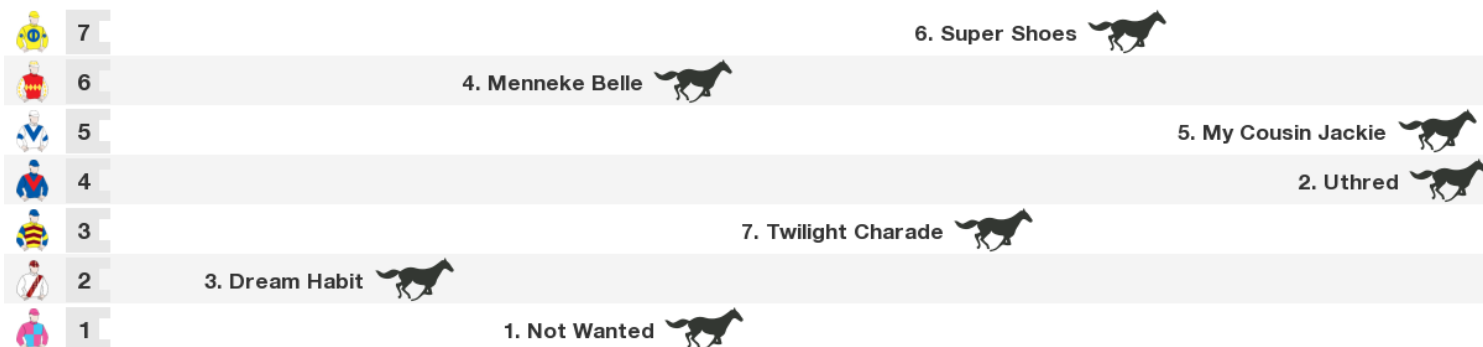 7 6. Super Shoes
6 4. Menneke Belle
5 5. My Cousin Jackie
4 2. Uthred
3 7. Twilight Charade
2 3. Dream Habit
1 1. Not Wanted